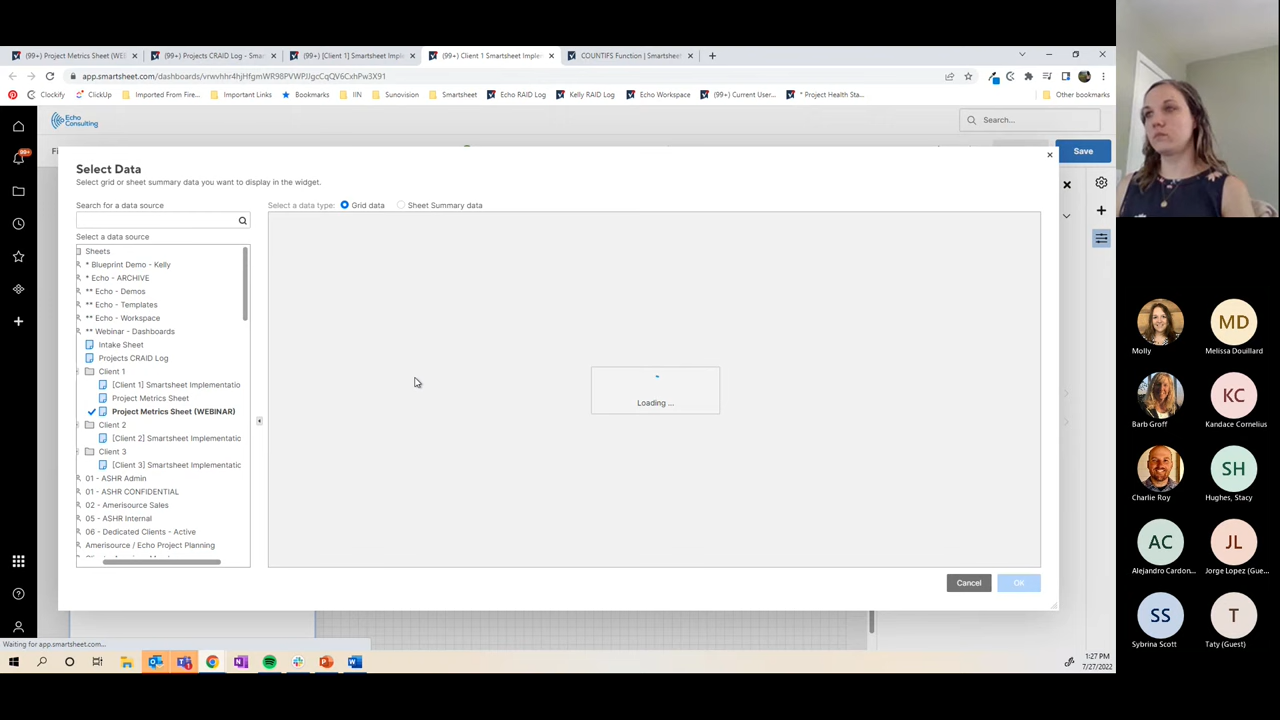 (99+) Project Metrics Sheet (WE
(99+) Projects CRAID Log - Smar
(99+) [Client 1] Smartsheet Imple
(99+) Client 1 Smartsheet Implem
COUNTIFS Function | Smartshee
app.smartsheet.com/dashboards/vrwvhhr4hjHfgmWR98PVWPJJgcCqQV6CxhPw3X91
Clockify
ClickUp
Imported From Fire...
Important Links
Bookmarks
IIN
Sunovision
Smartsheet
Echo RAID Log
Kelly RAID Log
Echo Workspace
(99+) Current User...
* Project Health Sta...
Other bookmarks
Echo
Consulting
Search...
Fi
Save
99+
Select Data
Select grid or sheet summary data you want to display in the widget.
Search for a data source
Select a data type:
Grid data
Sheet Summary data
Select a data source
Sheets
* Blueprint Demo - Kelly
* Echo - ARCHIVE
** Echo - Demos
** Echo - Templates
** Echo - Workspace
** Webinar - Dashboards
Intake Sheet
Projects CRAID Log
Client 1
[Client 1] Smartsheet Implementatio
Project Metrics Sheet
Project Metrics Sheet (WEBINAR)
Client 2
[Client 2] Smartsheet Implementatic
Client 3
[Client 3] Smartsheet Implementatic
01 - ASHR Admin
01 - ASHR CONFIDENTIAL
02 - Amerisource Sales
05 - ASHR Internal
06 - Dedicated Clients - Active
Amerisource / Echo Project Planning
Loading ...
Cancel
OK
Waiting for app.smartsheet.com...
1:27 PM
7/27/2022
MD
Molly
Melissa Douillard
KC
Barb Groff
Kandace Cornelius
SH
Charlie Roy
Hughes, Stacy
AC
JL
Alejandro Cardon...
Jorge Lopez (Gue...
SS
T
Sybrina Scott
Taty (Guest)